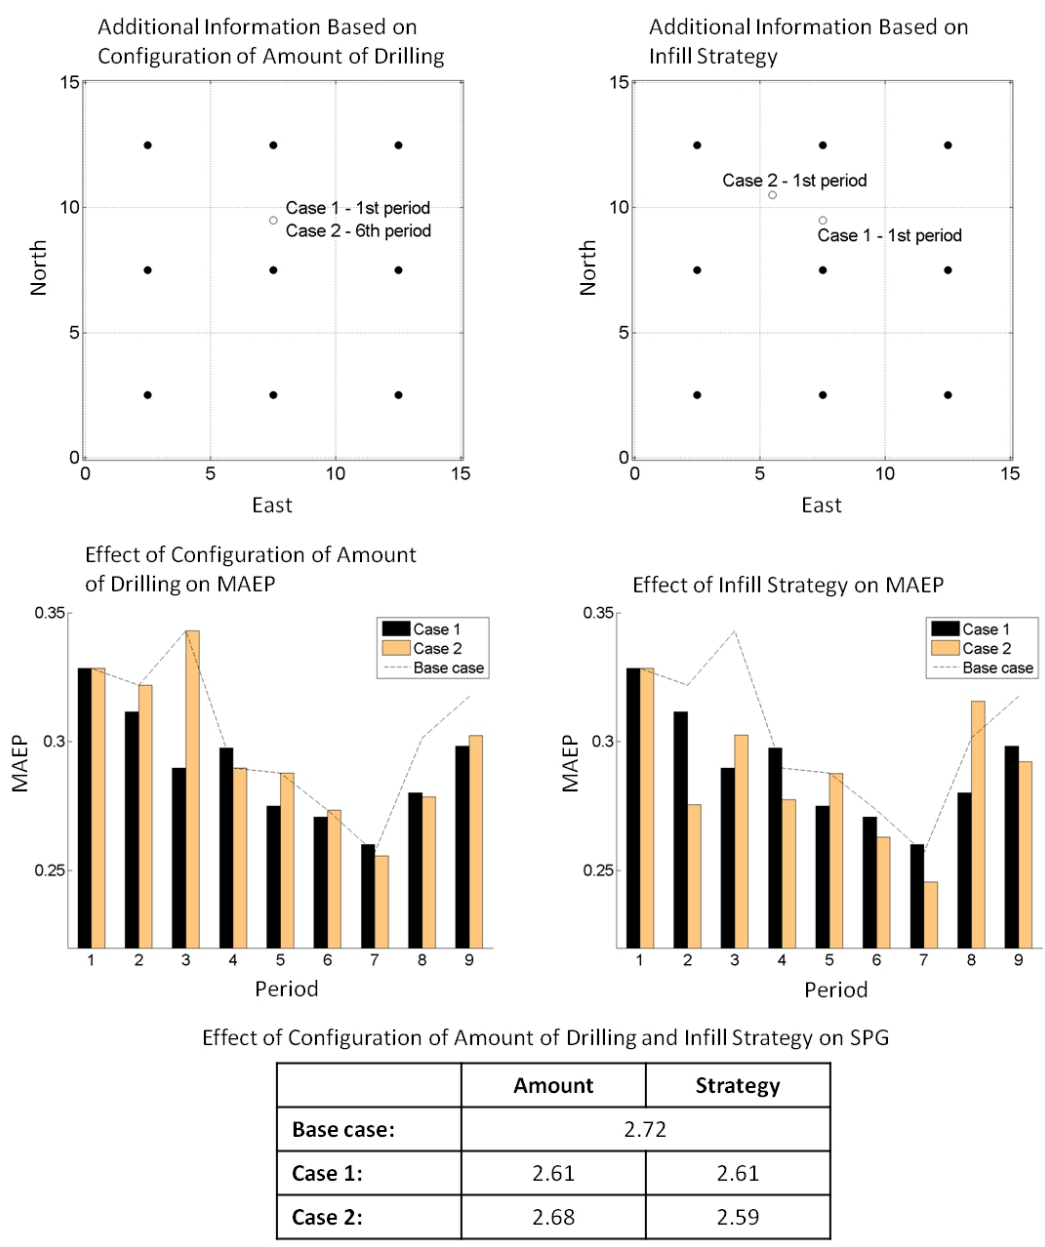 Additional Information Based on
Configuration of Amount of Drilling
15
10
5
0
North
Case 1 - 1st period
Case 2 - 6th period
0 5 10 15
East
Additional Information Based on
Infill Strategy
15
10
5
0
North
Case 2 - 1st period
Case 1 - 1st period
0 5 10 15
East
Effect of Configuration of Amount
of Drilling on MAEP
0.35
0.3
0.25
MAEP
Case 1
Case 2
Base case
1 2 3 4 5 6 7 8 9
Period
Effect of Infill Strategy on MAEP
0.35
0.3
0.25
MAEP
Case 1
Case 2
Base case
1 2 3 4 5 6 7 8 9
Period
Effect of Configuration of Amount of Drilling and Infill Strategy on SPG
Amount Strategy
Base case: 2.72
Case 1: 2.61 2.61
Case 2: 2.68 2.59